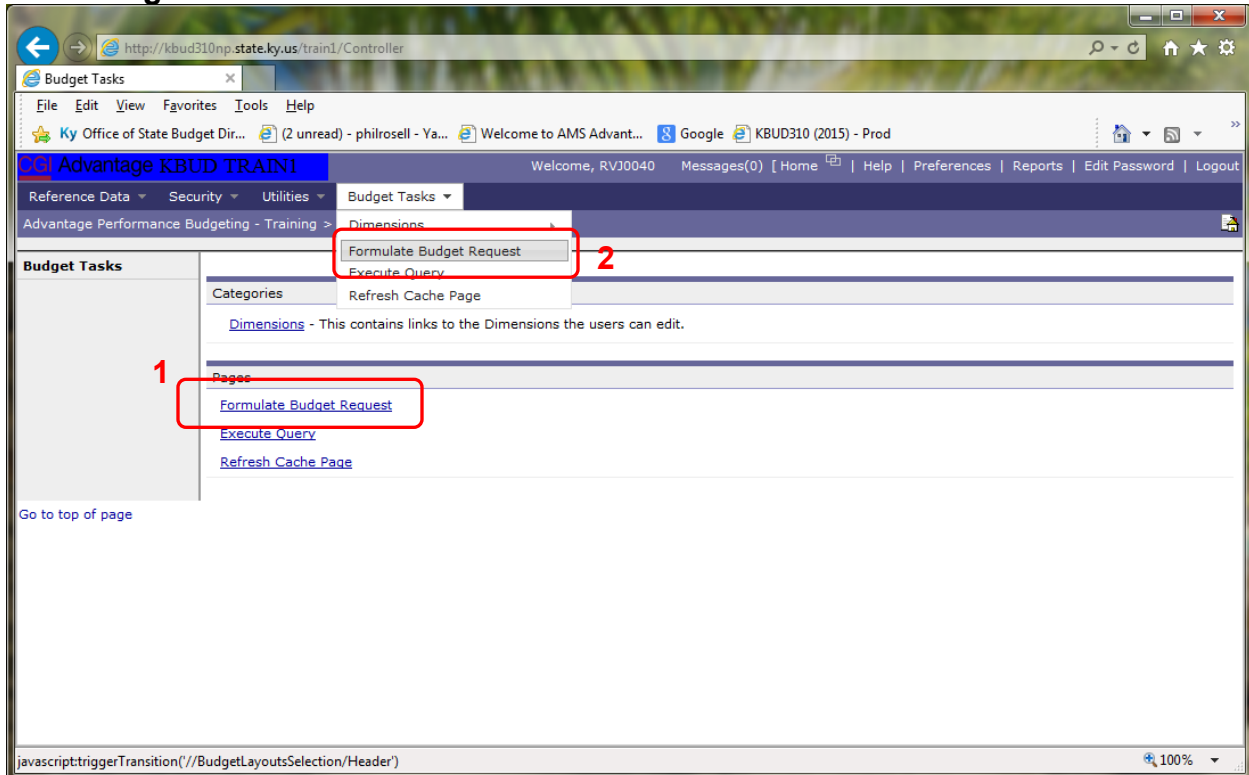 http://kbud310np.state.ky.us/train1/Controller
Budget Tasks
File Edit View Favorites Tools Help
Ky Office of State Budget Dir... (2 unread) - philrosell - Ya... Welcome to AMS Advant... Google KBUD310 (2015) - Prod
CGI Advantage KBUD TRAIN1 Welcome, RVJ0040 Messages(0) [ Home | Help | Preferences | Reports | Edit Password | Logout
Reference Data Security Utilities Budget Tasks
Advantage Performance Budgeting - Training > Dimensions
Formulate Budget Request 2
Budget Tasks
Execute Query
Categories
Refresh Cache Page
Dimensions - This contains links to the Dimensions the users can edit.
1
Pages
Formulate Budget Request
Execute Query
Refresh Cache Page
Go to top of page
javascript:triggerTransition('//BudgetLayoutsSelection/Header') 100%